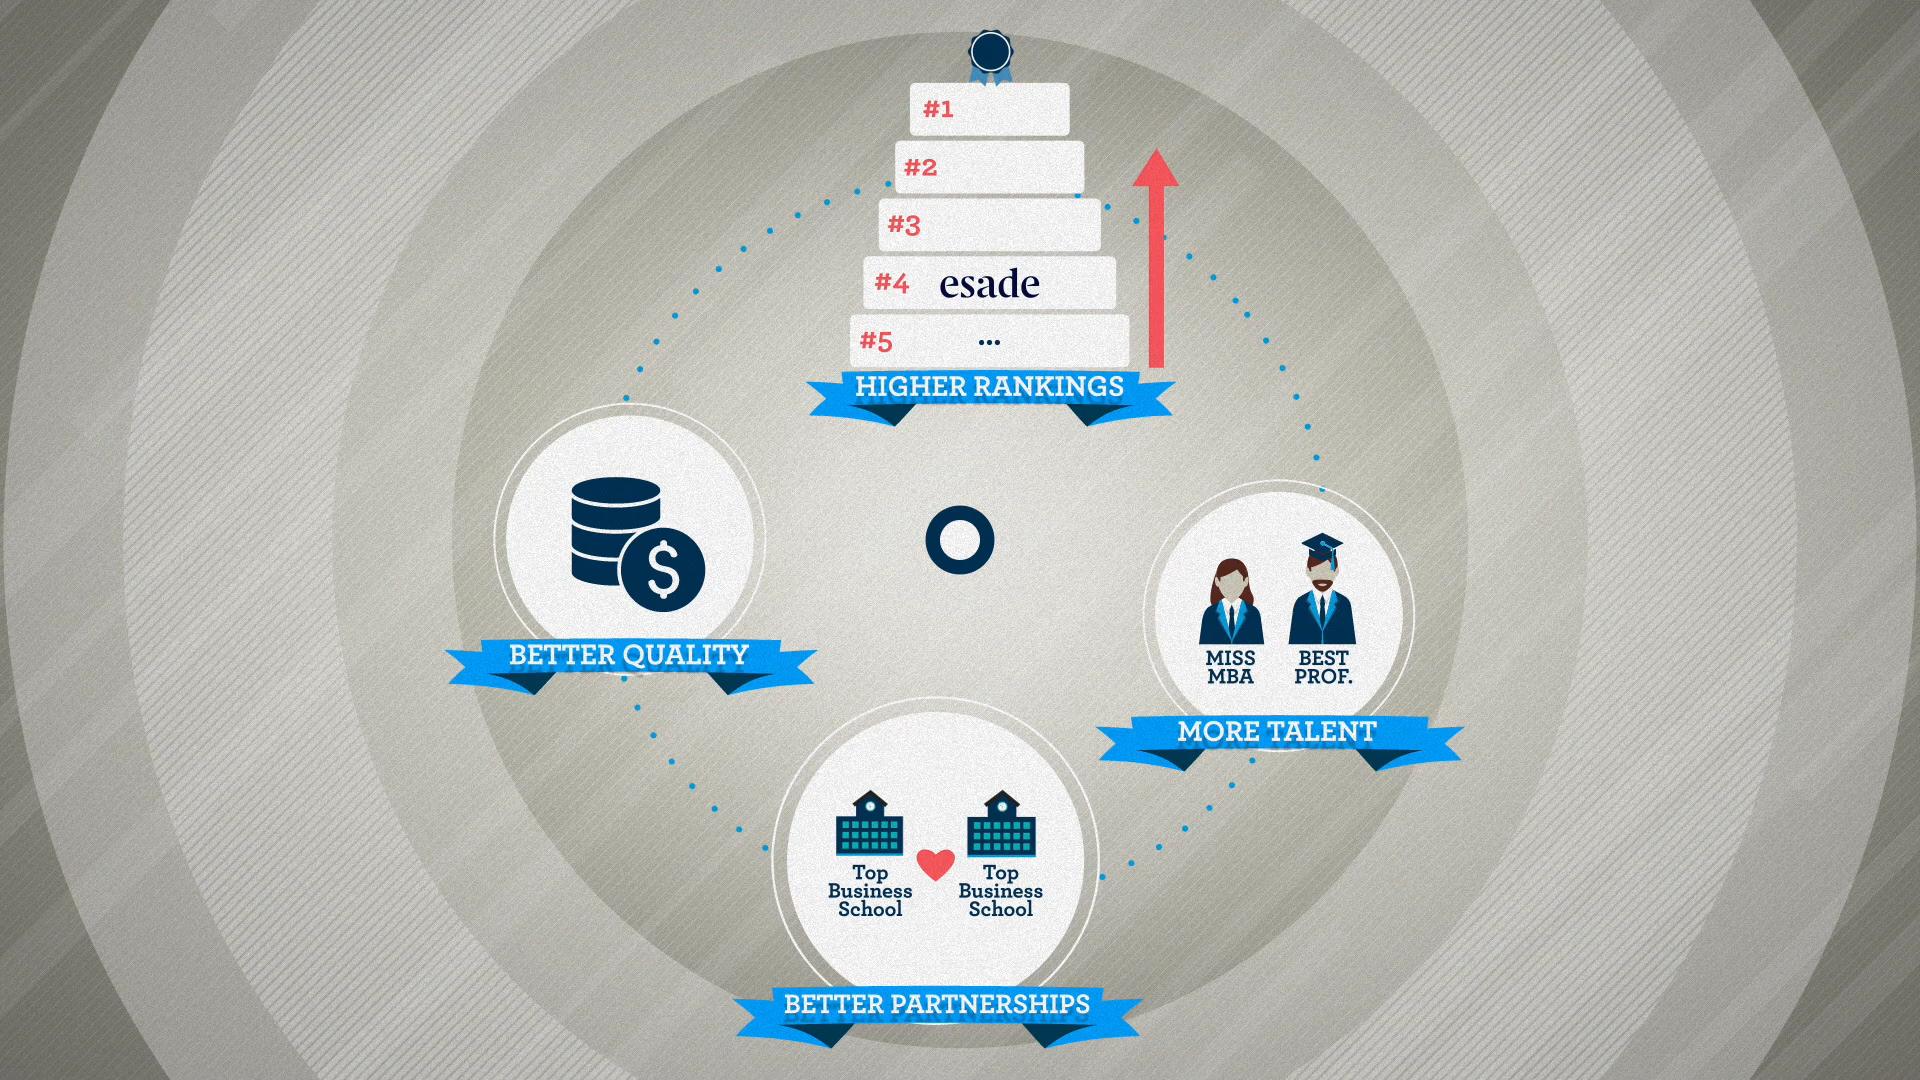 #1
#2
#3
#4 esade
#5 ...
HIGHER RANKINGS
$
BETTER QUALITY
MISS MBA
BEST PROF.
MORE TALENT
Top
Business
School
Top
Business
School
BETTER PARTNERSHIPS